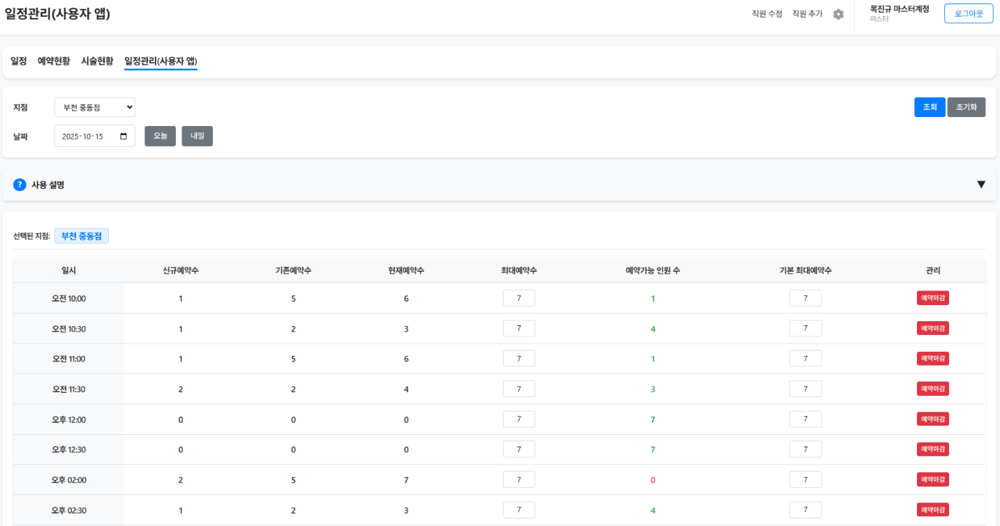 일정관리(사용자 앱) 직원 수정 직원 추가 목진규 마스터계정 로그아웃
마스터
일정 예약현황 시술현황 일정관리(사용자 앱)
지점 부천 중동점 조회 초기화
날짜 2025-10-15 오늘 내일
? 사용 설명 ▼
선택된 지점: 부천 중동점
일시 신규예약수 기존예약수 현재예약수 최대예약수 예약가능 인원 수 기본 최대예약수 관리
오전 10:00 1 5 6 7 1 7 예약마감
오전 10:30 1 2 3 7 4 7 예약마감
오전 11:00 1 5 6 7 1 7 예약마감
오전 11:30 2 2 4 7 3 7 예약마감
오후 12:00 0 0 0 7 7 7 예약마감
오후 12:30 0 0 0 7 7 7 예약마감
오후 02:00 2 5 7 7 0 7 예약마감
오후 02:30 1 2 3 7 4 7 예약마감